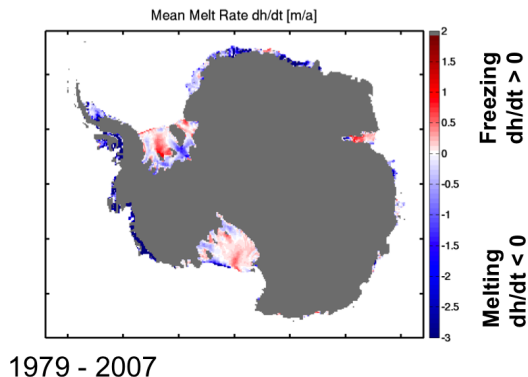 Mean Melt Rate dh/dt [m/a]
2
1.5
1
0.5
0
-0.5
-1
-1.5
-2
-2.5
-3
Freezing
dh/dt > 0
Melting
dh/dt < 0
1979 - 2007